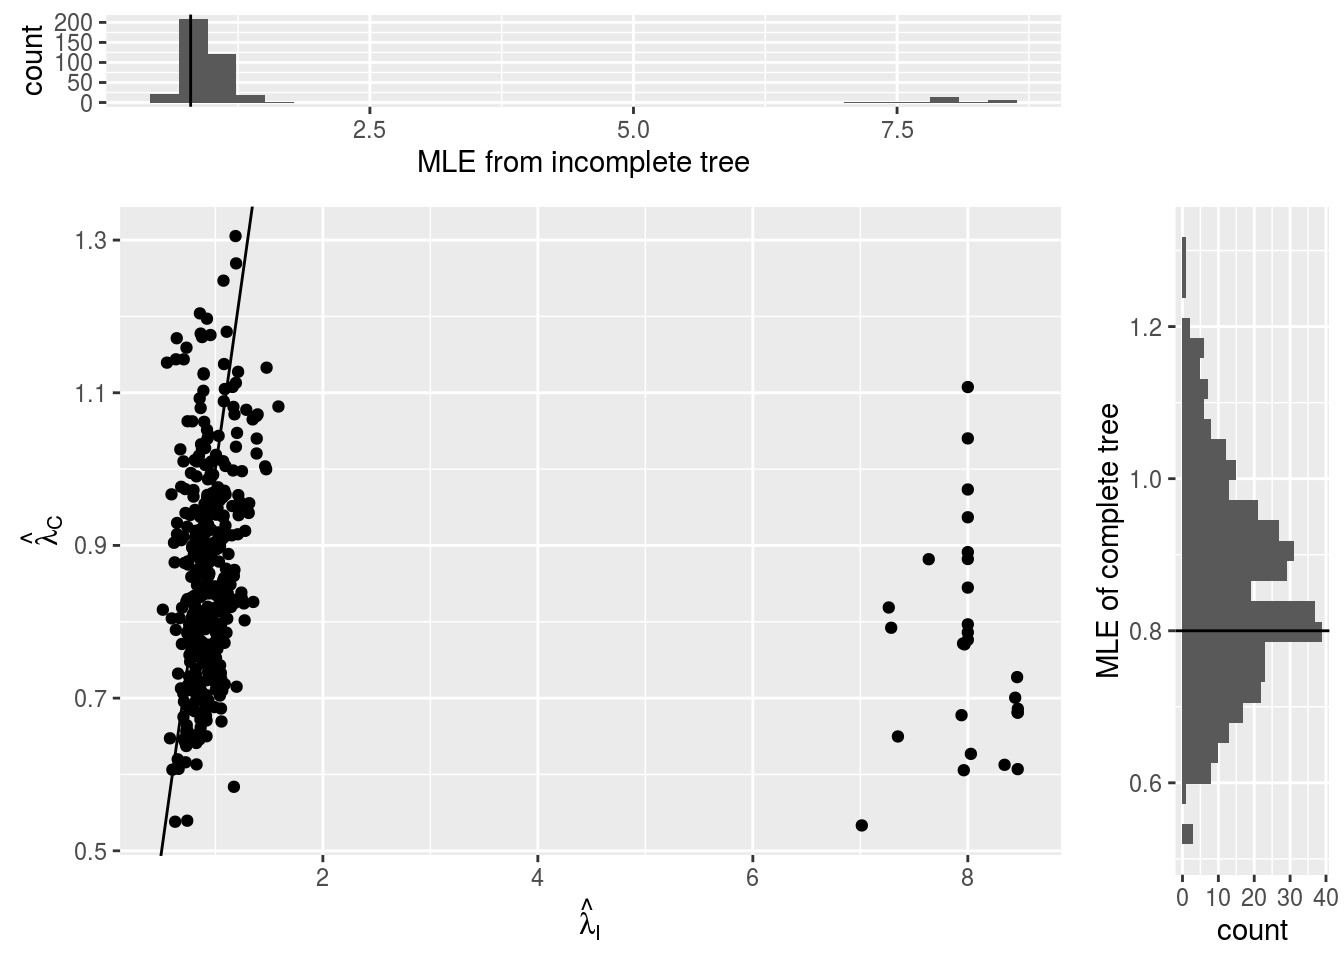 count
200
150
100
50
0
2.5 5.0 7.5
MLE from incomplete tree
λ̂C
1.3
1.1
0.9
0.7
0.5
2 4 6 8
λ̂I
MLE of complete tree
1.2
1.0
0.8
0.6
0 10 20 30 40
count